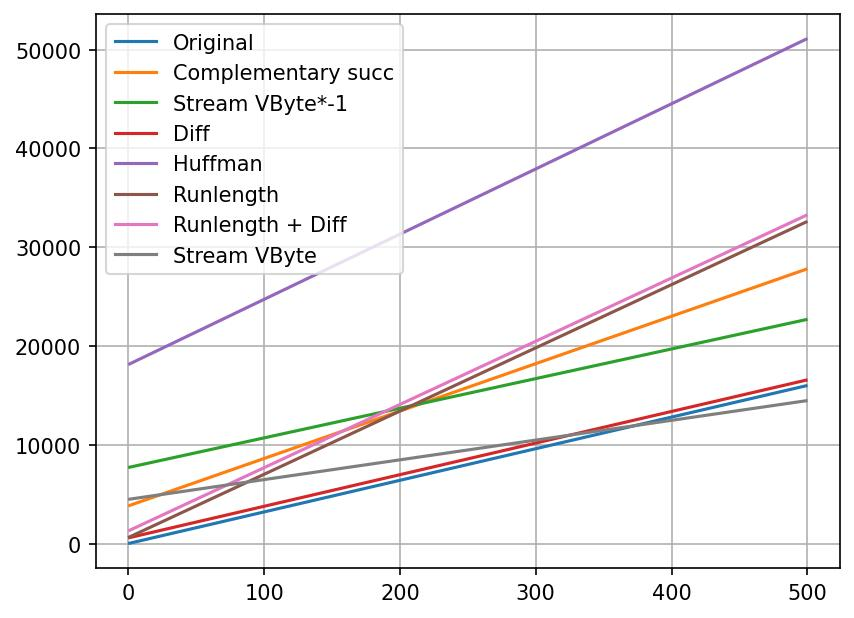 50000
40000
30000
20000
10000
0
Original
Complementary succ
Stream VByte*-1
Diff
Huffman
Runlength
Runlength + Diff
Stream VByte
0 100 200 300 400 500